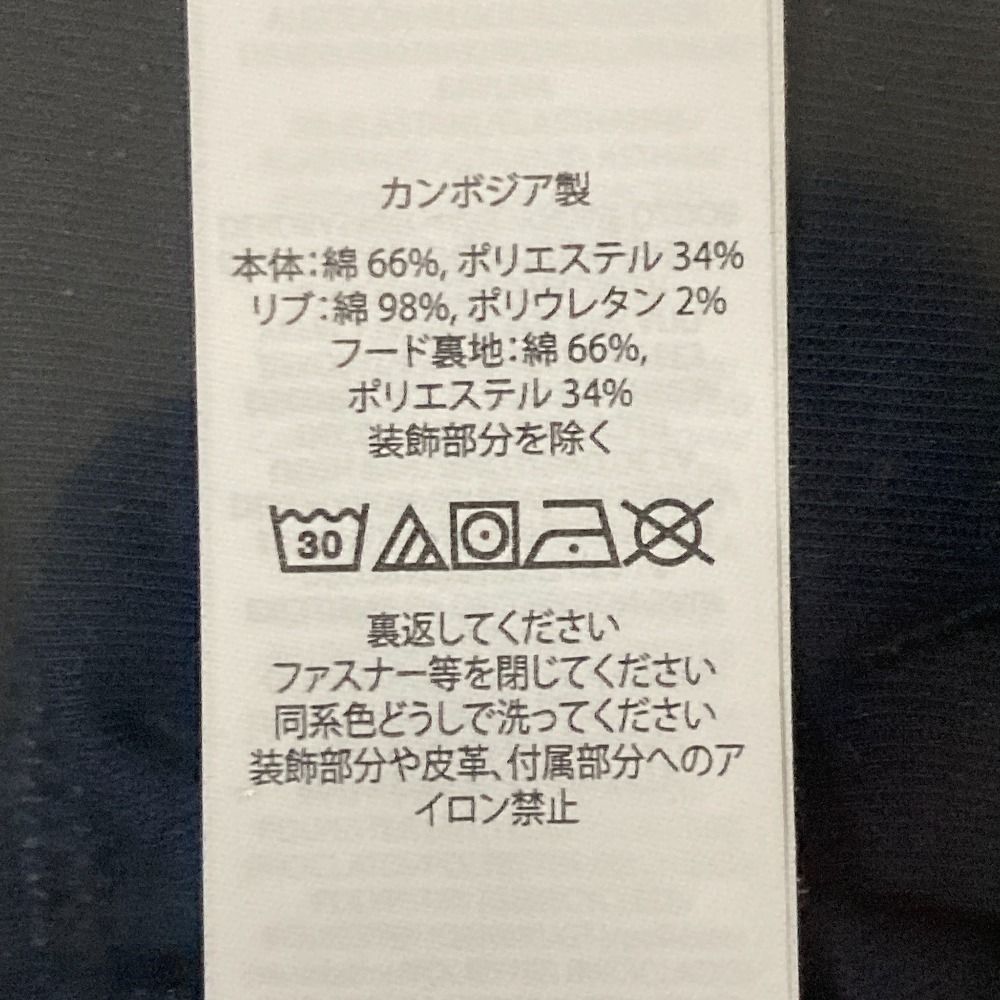 カンボジア製
本体:綿 66%, ポリエステル 34%
リブ:綿 98%, ポリウレタン 2%
フード裏地:綿 66%,
ポリエステル 34%
装飾部分を除く
30
裏返してください
ファスナー等を閉じてください
同系色どうしで洗ってください
装飾部分や皮革、付属部分へのア
イロン禁止